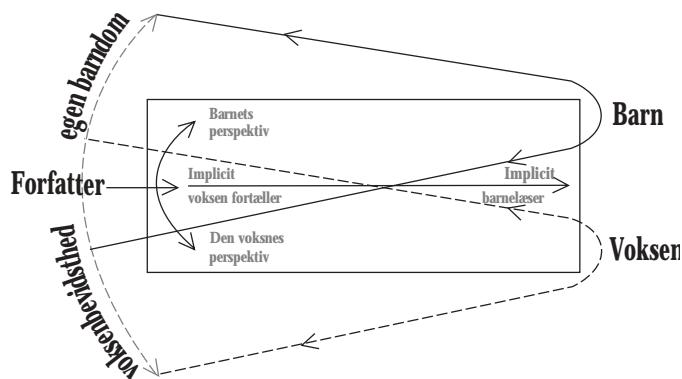 egen barndom
Barnets
perspektiv
Barn
Forfatter
Implicit
voksen fortæller
Implicit
barnelæser
Den voksnes
perspektiv
Voksen
voksenbevidsthed